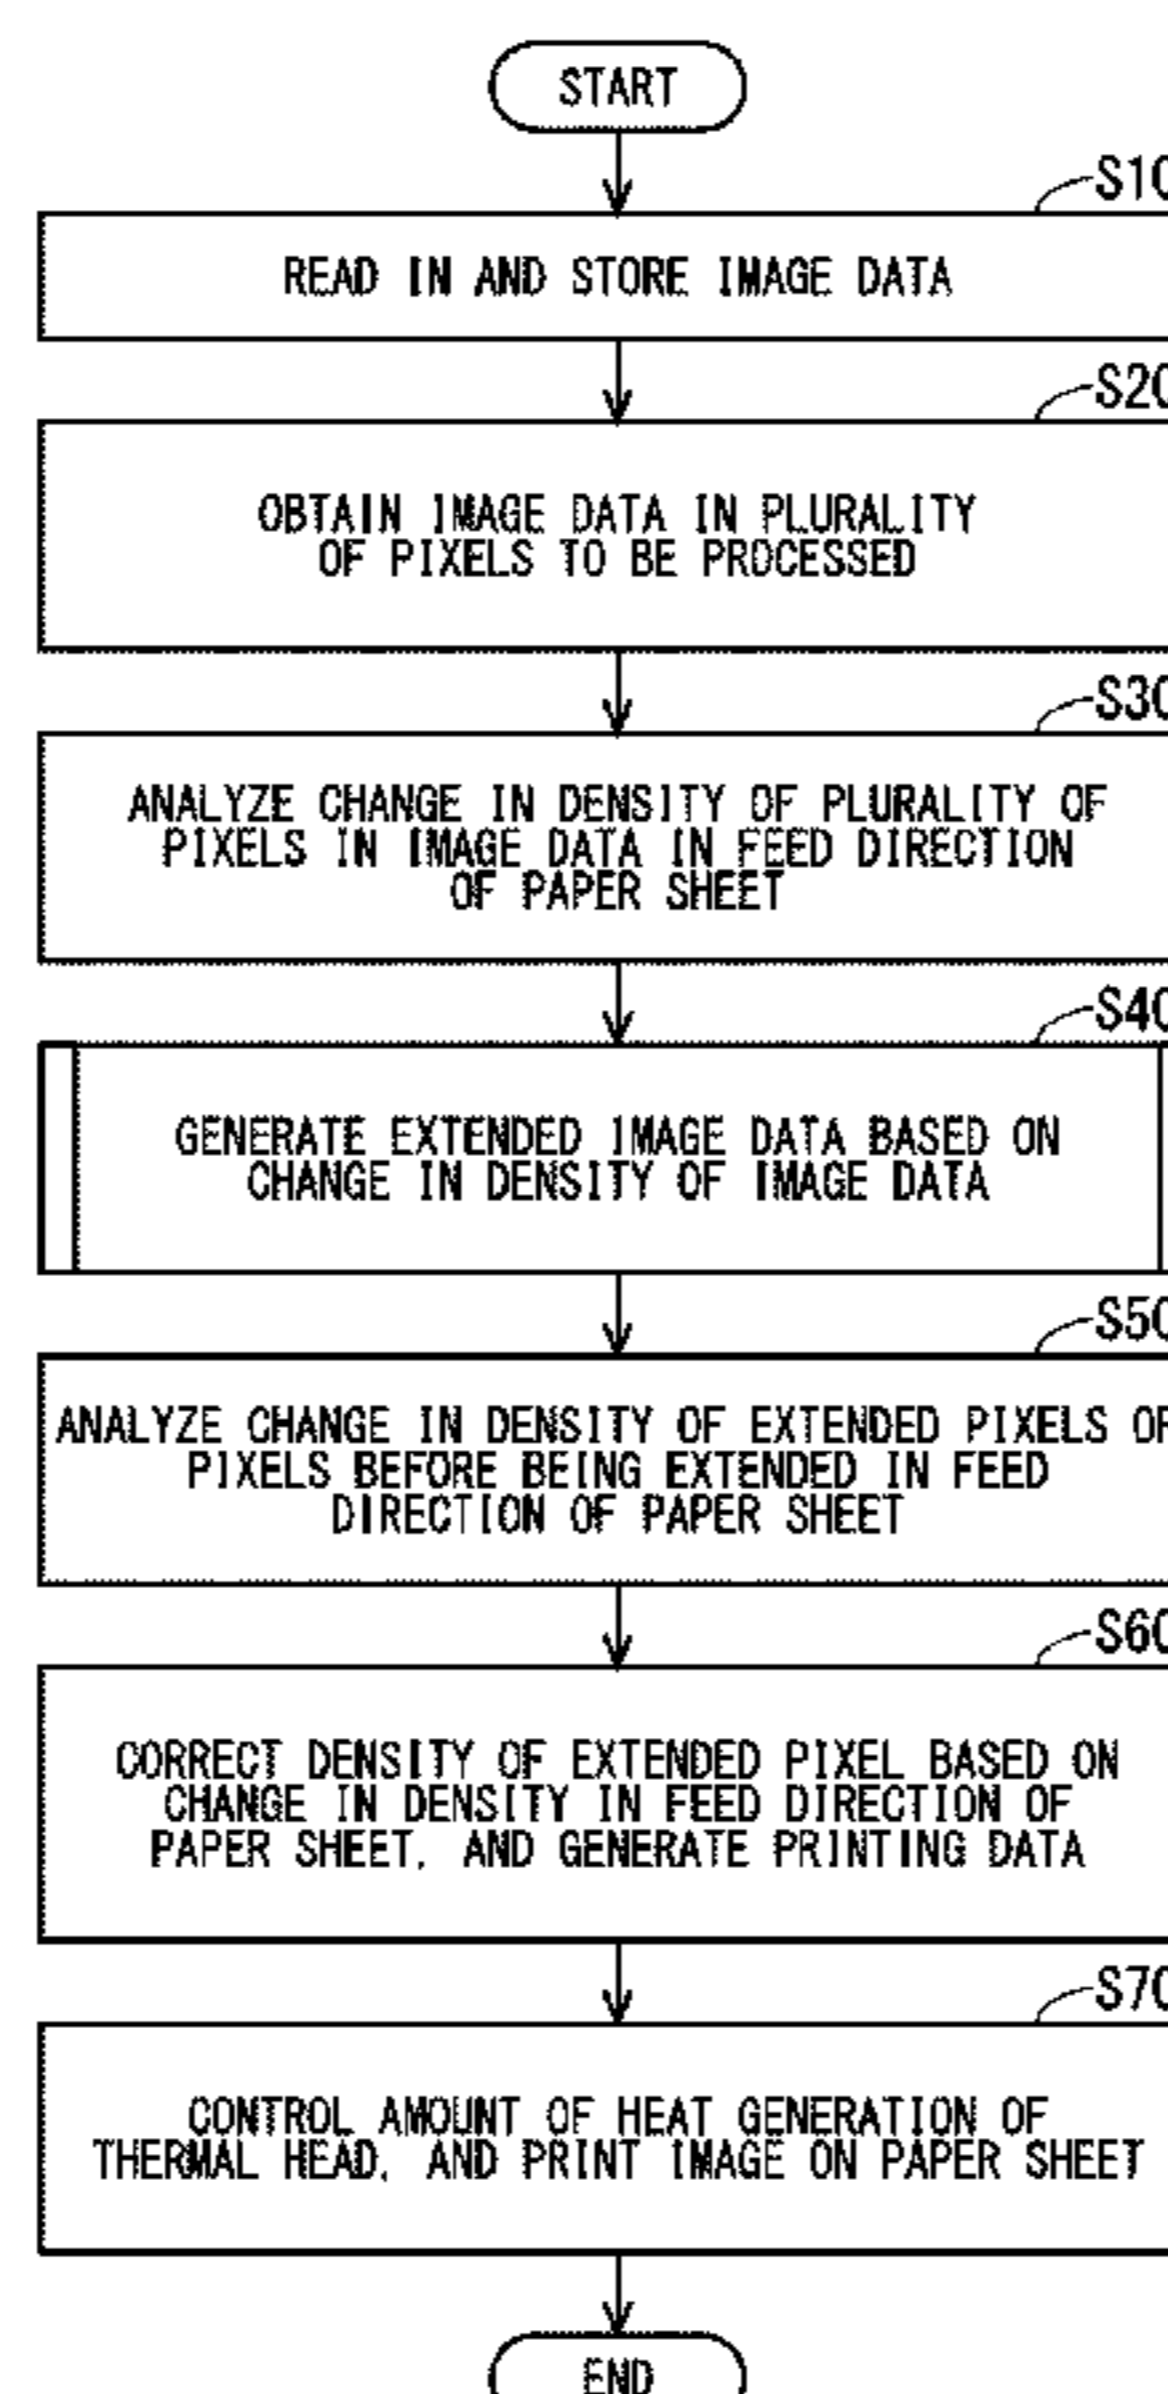 START
S10
READ IN AND STORE IMAGE DATA
S20
OBTAIN IMAGE DATA IN PLURALITY
OF PIXELS TO BE PROCESSED
S30
ANALYZE CHANGE IN DENSITY OF PLURALITY OF
PIXELS IN IMAGE DATA IN FEED DIRECTION
OF PAPER SHEET
S40
GENERATE EXTENDED IMAGE DATA BASED ON
CHANGE IN DENSITY OF IMAGE DATA
S50
ANALYZE CHANGE IN DENSITY OF EXTENDED PIXELS
PIXELS BEFORE BEING EXTENDED IN FEED
DIRECTION OF PAPER SHEET
S60
CORRECT DENSITY OF EXTENDED PIXEL BASED ON
CHANGE IN DENSITY IN FEED DIRECTION OF
PAPER SHEET, AND GENERATE PRINTING DATA
S70
CONTROL AMOUNT OF HEAT GENERATION OF
THERMAL HEAD, AND PRINT IMAGE ON PAPER SHEET
END